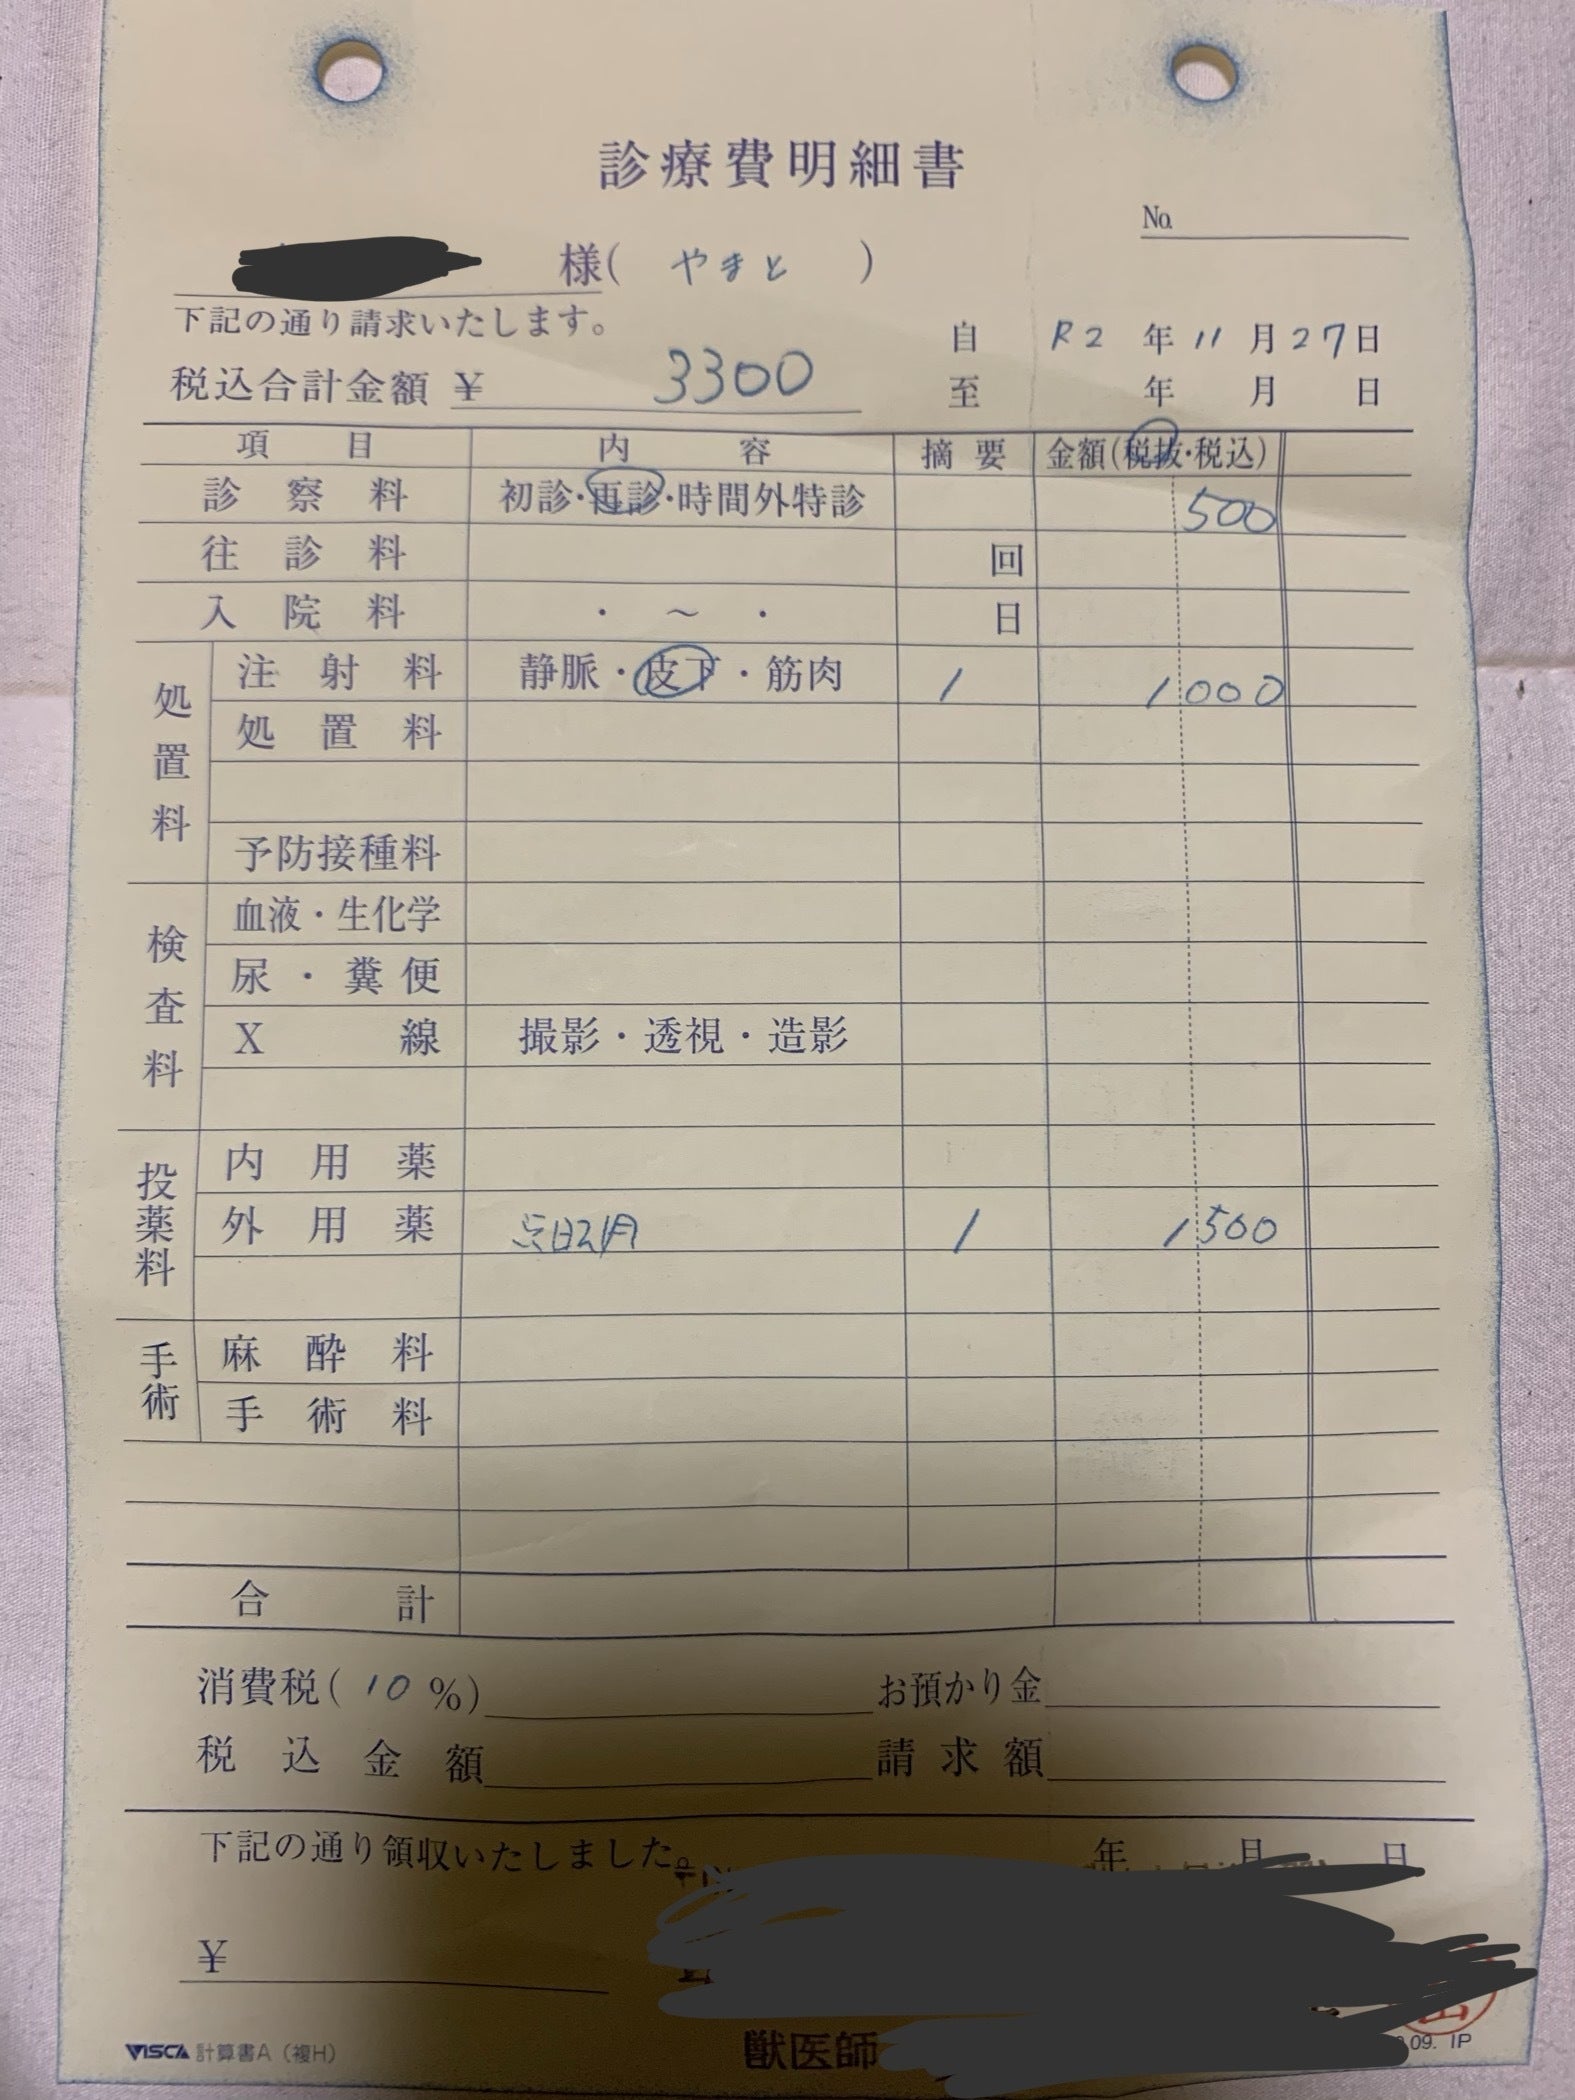 診療費明細書
No.
様( やまと )
下記の通り請求いたします。
自 R2 年 11 月 27 日
税込合計金額 ¥ 3300
至 年 月 日
項目 内容 摘要 金額(税抜・税込)
診察料 初診・再診・時間外特診 500
往診料 回
入院料 ・ ～ ・ 日
処置料
注射料 静脈・皮下・筋肉 1 1000
処置料
予防接種料
検査料
血液・生化学
尿・糞便
X線 撮影・透視・造影
投薬料
内用薬
外用薬 点眼 1 1500
手術
麻酔料
手術料
合計
消費税( 10 %) お預かり金
税込金額 請求額
下記の通り領収いたしました。 年 月 日
¥
獣医師
VISCA 計算書A（複H） 09. IP